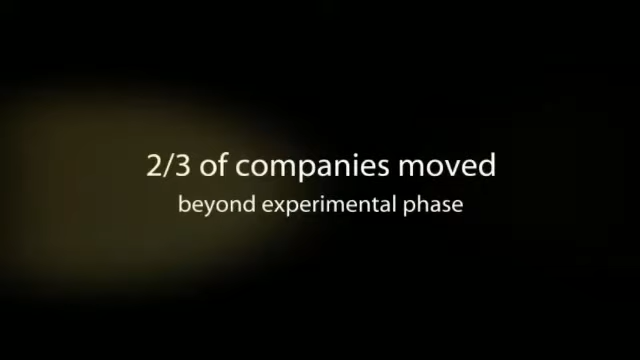 2/3 of companies moved
beyond experimental phase